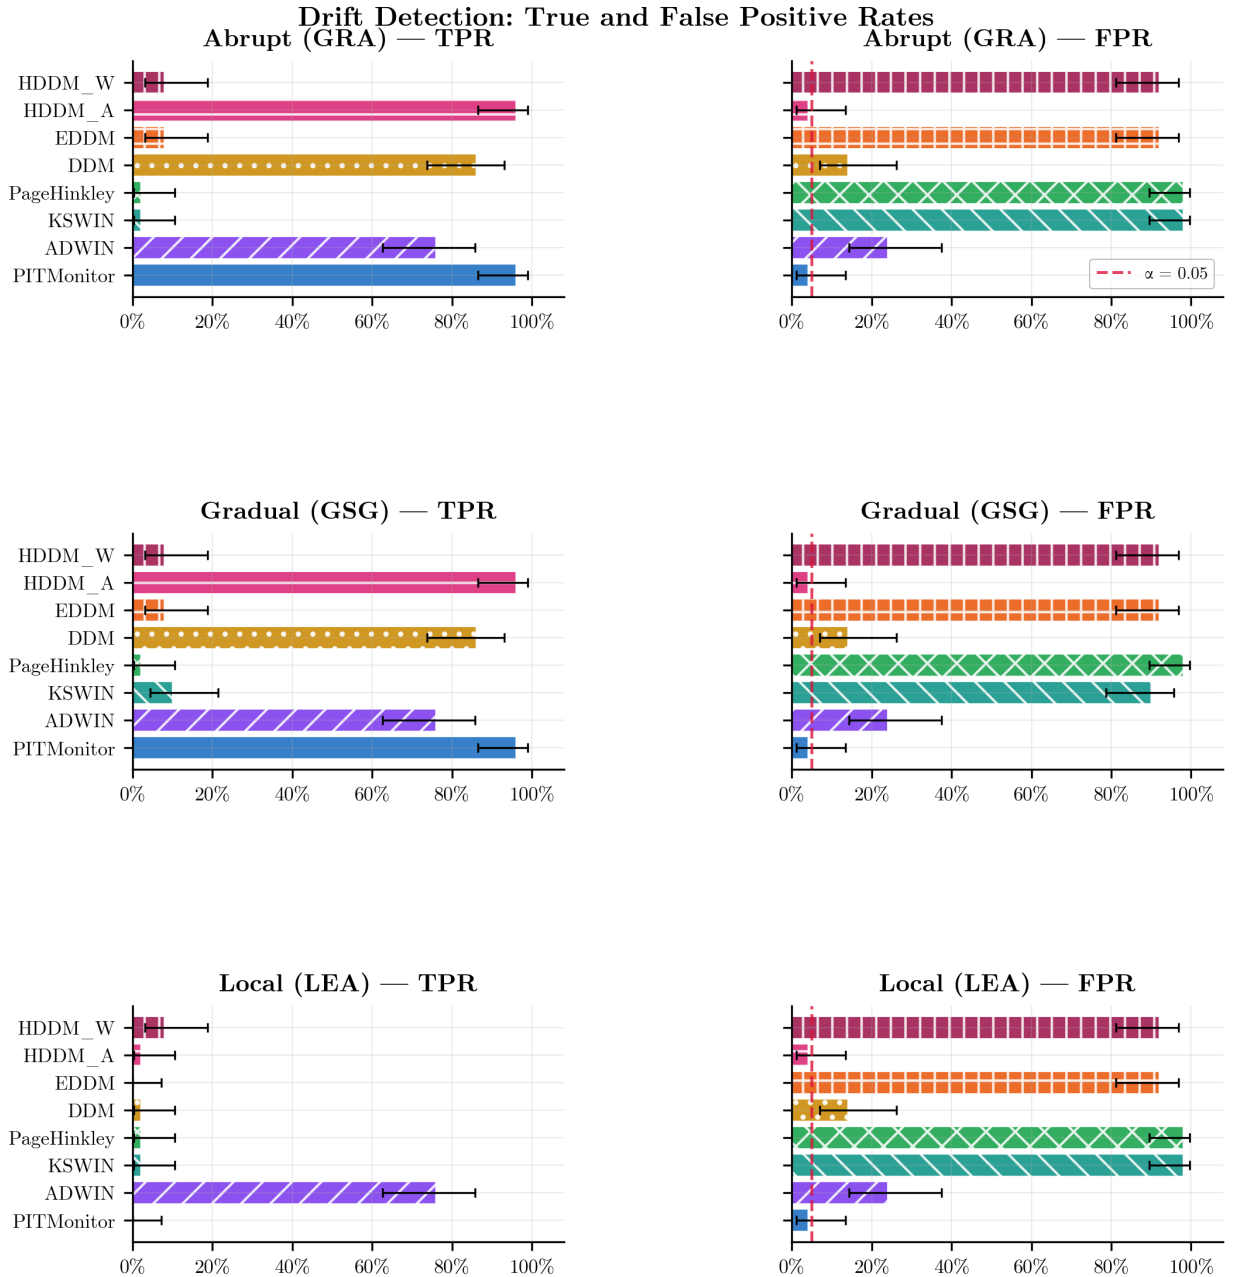 Drift Detection: True and False Positive Rates
Abrupt (GRA) — TPR
HDDM_W
HDDM_A
EDDM
DDM
PageHinkley
KSWIN
ADWIN
PITMonitor
0% 20% 40% 60% 80% 100%
Abrupt (GRA) — FPR
α = 0.05
0% 20% 40% 60% 80% 100%
Gradual (GSG) — TPR
HDDM_W
HDDM_A
EDDM
DDM
PageHinkley
KSWIN
ADWIN
PITMonitor
0% 20% 40% 60% 80% 100%
Gradual (GSG) — FPR
0% 20% 40% 60% 80% 100%
Local (LEA) — TPR
HDDM_W
HDDM_A
EDDM
DDM
PageHinkley
KSWIN
ADWIN
PITMonitor
0% 20% 40% 60% 80% 100%
Local (LEA) — FPR
0% 20% 40% 60% 80% 100%